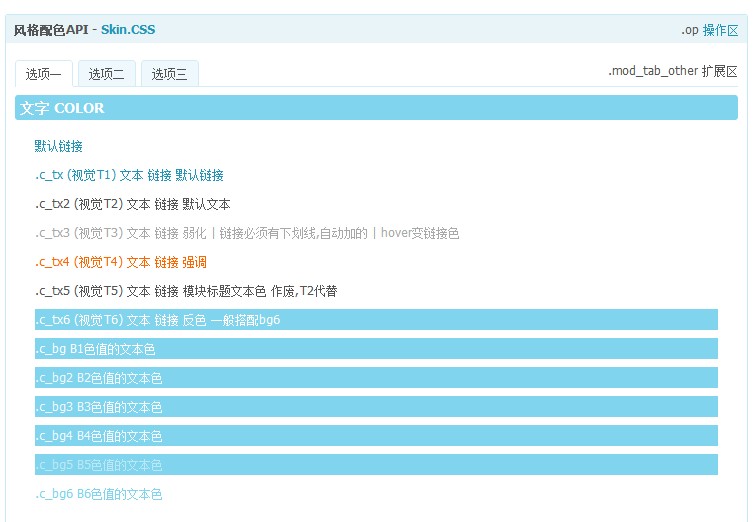 风格配色API - Skin.CSS
.op 操作区
选项一 选项二 选项三
.mod_tab_other 扩展区
文字 COLOR
默认链接
.c_tx (视觉T1) 文本 链接 默认链接
.c_tx2 (视觉T2) 文本 链接 默认文本
.c_tx3 (视觉T3) 文本 链接 弱化 | 链接必须有下划线,自动加的 | hover变链接色
.c_tx4 (视觉T4) 文本 链接 强调
.c_tx5 (视觉T5) 文本 链接 模块标题文本色 作废,T2代替
.c_tx6 (视觉T6) 文本 链接 反色 一般搭配bg6
.c_bg B1色值的文本色
.c_bg2 B2色值的文本色
.c_bg3 B3色值的文本色
.c_bg4 B4色值的文本色
.c_bg5 B5色值的文本色
.c_bg6 B6色值的文本色